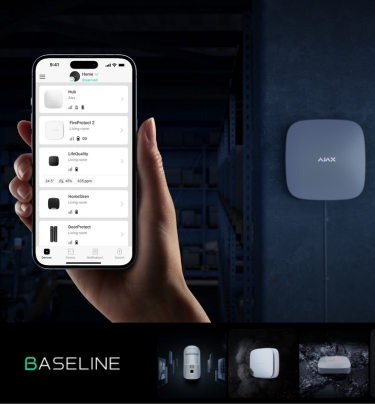 9:41
Home
Disarmed
Hub
FireProtect 2
Living room
LifeQuality
Living room
24.5° 45% 635 ppm
HomeSiren
Living room
DoorProtect
Living room
Devices Rooms Notifications Control
AJAX
BASELINE